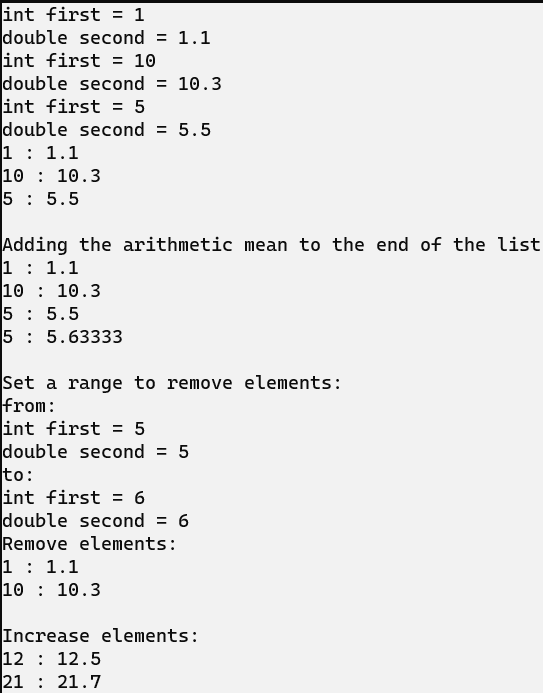 int first = 1
double second = 1.1
int first = 10
double second = 10.3
int first = 5
double second = 5.5
1 : 1.1
10 : 10.3
5 : 5.5

Adding the arithmetic mean to the end of the list
1 : 1.1
10 : 10.3
5 : 5.5
5 : 5.63333

Set a range to remove elements:
from:
int first = 5
double second = 5
to:
int first = 6
double second = 6
Remove elements:
1 : 1.1
10 : 10.3

Increase elements:
12 : 12.5
21 : 21.7